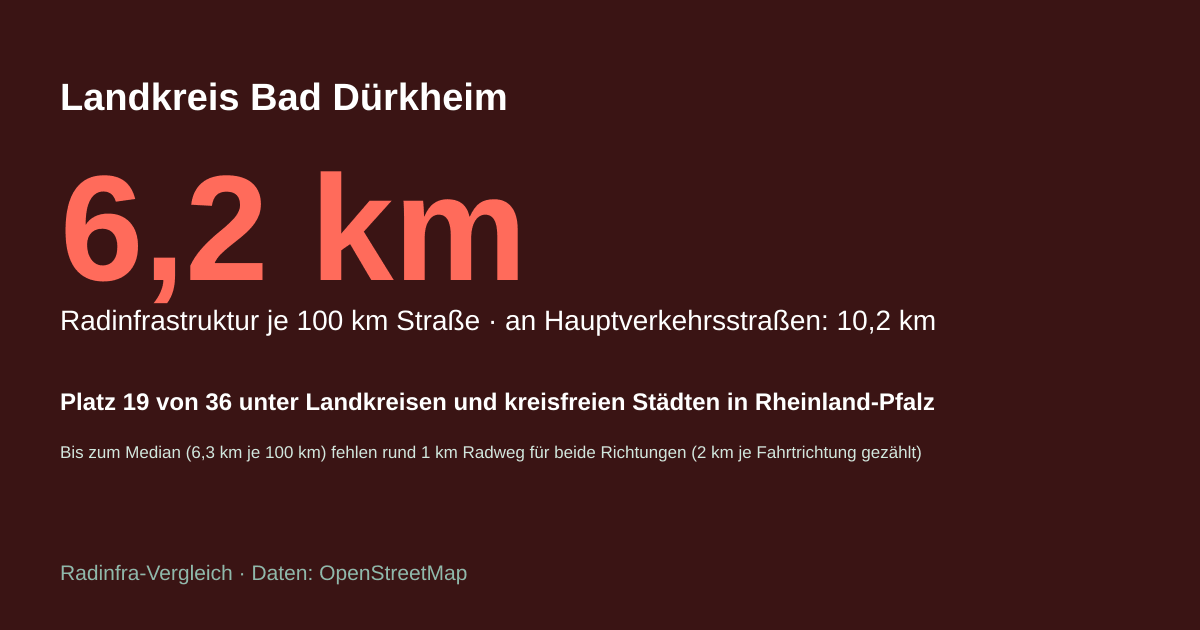 Landkreis Bad Dürkheim
6,2 km
Radinfrastruktur je 100 km Straße · an Hauptverkehrsstraßen: 10,2 km
Platz 19 von 36 unter Landkreisen und kreisfreien Städten in Rheinland-Pfalz
Bis zum Median (6,3 km je 100 km) fehlen rund 1 km Radweg für beide Richtungen (2 km je Fahrtrichtung gezählt)
Radinfra-Vergleich · Daten: OpenStreetMap